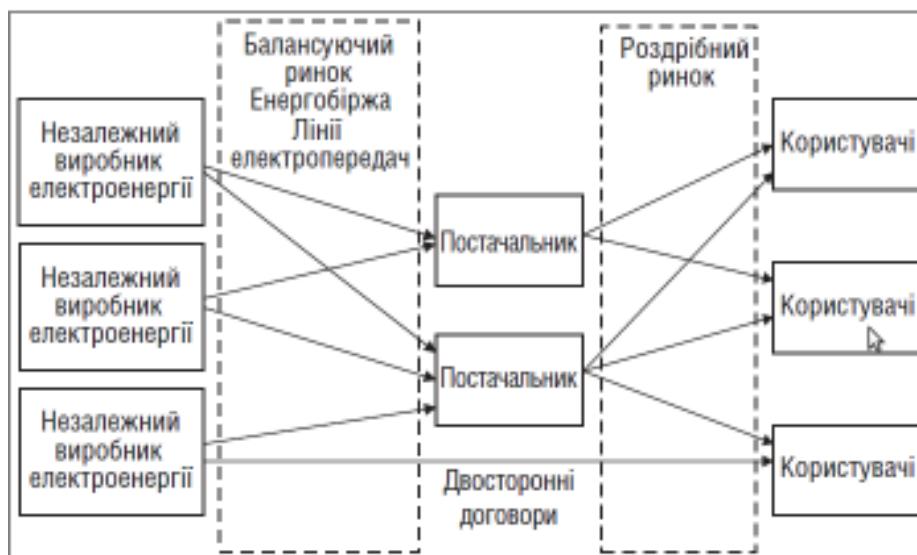 Балансуючий
ринок
Енергобіржа
Лінії
електропередач
Роздрібний
ринок
Незалежний
виробник
електроенергії
Незалежний
виробник
електроенергії
Незалежний
виробник
електроенергії
Постачальник
Постачальник
Двосторонні
договори
Користувачі
Користувачі
Користувачі